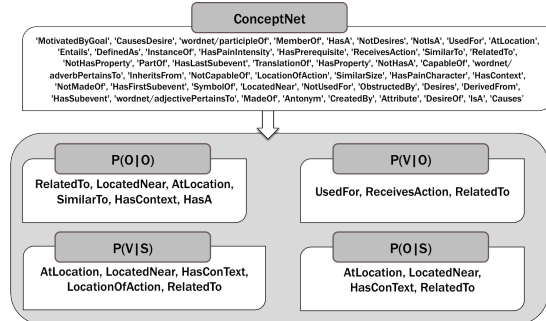 ConceptNet
'MotivatedByGoal', 'CausesDesire', 'wordnet/participleOf', 'MemberOf', 'HasA', 'NotDesires', 'NotIsA', 'UsedFor', 'AtLocation',
'Entails', 'DefinedAs', 'InstanceOf', 'HasPainIntensity', 'HasPrerequisite', 'ReceivesAction', 'SimilarTo', 'RelatedTo',
'NotHasProperty', 'PartOf', 'HasLastSubevent', 'TranslationOf', 'HasProperty', 'NotHasA', 'CapableOf', 'wordnet/
adverbPertainsTo', 'InheritsFrom', 'NotCapableOf', 'LocationOfAction', 'SimilarSize', 'HasPainCharacter', 'HasContext',
'NotMadeOf', 'HasFirstSubevent', 'SymbolOf', 'LocatedNear', 'NotUsedFor', 'ObstructedBy', 'Desires', 'DerivedFrom',
'HasSubevent', 'wordnet/adjectivePertainsTo', 'MadeOf', 'Antonym', 'CreatedBy', 'Attribute', 'DesireOf', 'IsA', 'Causes'
P(O|O)
RelatedTo, LocatedNear, AtLocation,
SimilarTo, HasContext, HasA
P(V|O)
UsedFor, ReceivesAction, RelatedTo
P(V|S)
AtLocation, LocatedNear, HasConText,
LocationOfAction, RelatedTo
P(O|S)
AtLocation, LocatedNear,
HasConText, RelatedTo